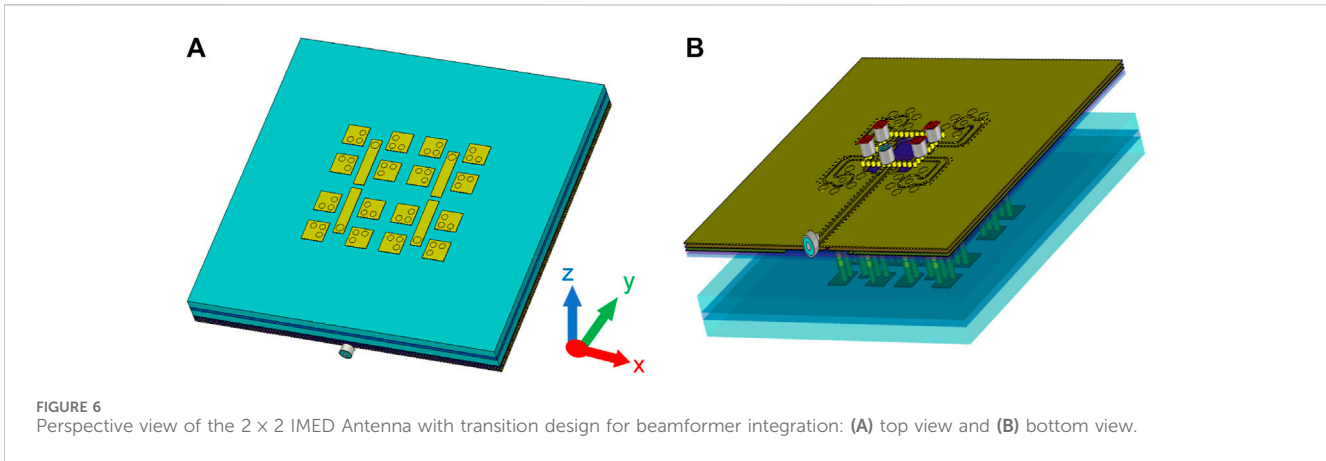 A
B
z
y
x
FIGURE 6
Perspective view of the 2 × 2 IMED Antenna with transition design for beamformer integration: (A) top view and (B) bottom view.